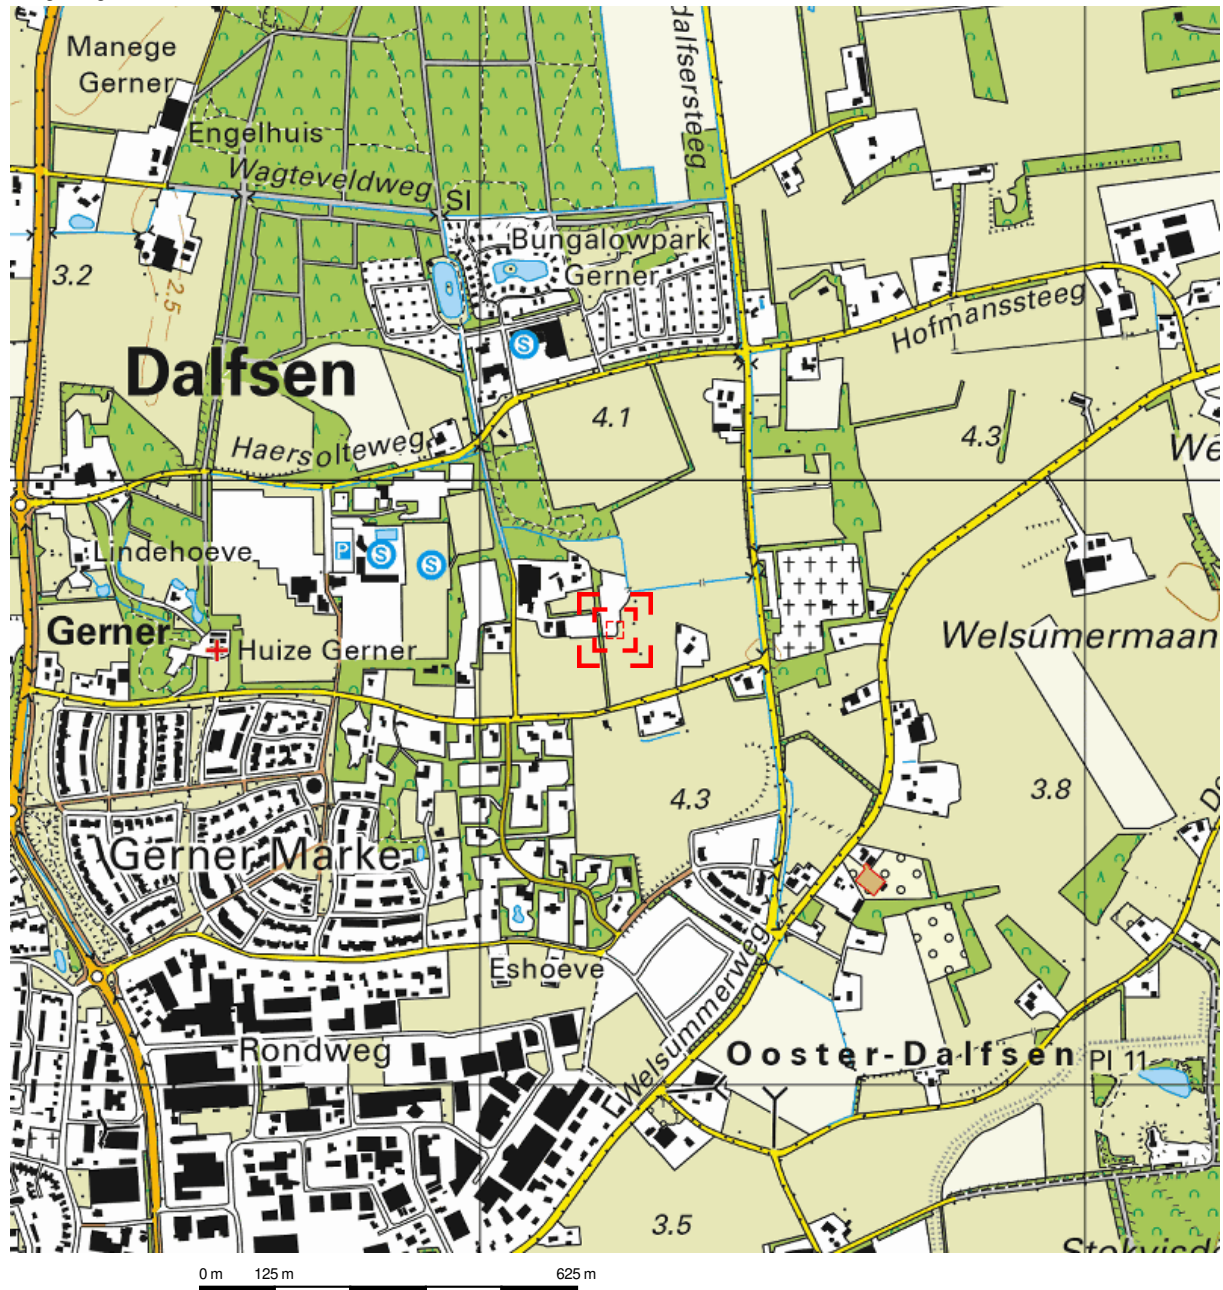 Manege
Gerner
Engelhuis
Wagteveldweg
Sl
dalfsersteeg
Bungalowpark
Gerner
3.2
25
Hofmanssteeg
Dalfsen
S
4.1
4.3
We
Haersolteweg
Lindehoeve
P
S
S
Gerner
Huize Gerner
Welsumermaan
4.3
3.8
Gerner Marke
Eshoeve
Welsummerweg
Rondweg
Ooster-Dalfsen
Pl 11
3.5
Stokvisd
0 m 125 m 625 m